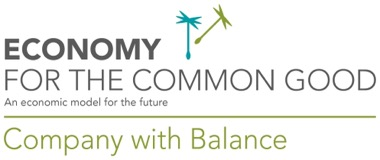 ECONOMY
FOR THE COMMON GOOD
An economic model for the future
Company with Balance